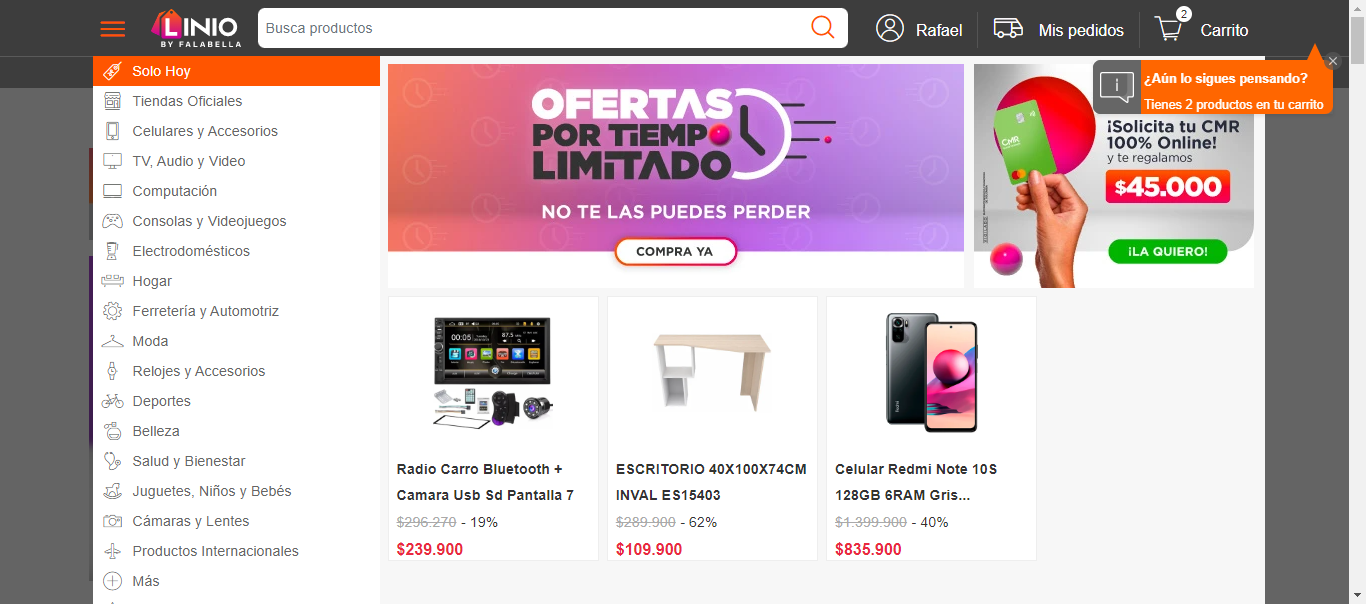 LINIO
BY FALABELLA
Busca productos
Rafael
Mis pedidos
2
Carrito
¿Aún lo sigues pensando?
Tienes 2 productos en tu carrito
Solo Hoy
Tiendas Oficiales
Celulares y Accesorios
TV, Audio y Video
Computación
Consolas y Videojuegos
Electrodomésticos
Hogar
Ferretería y Automotriz
Moda
Relojes y Accesorios
Deportes
Belleza
Salud y Bienestar
Juguetes, Niños y Bebés
Cámaras y Lentes
Productos Internacionales
Más
OFERTAS
POR TiEMPO
LIMiTADO
NO TE LAS PUEDES PERDER
COMPRA YA
CMR
¡Solicita tu CMR
100% Online!
y te regalamos
$45.000
¡LA QUIERO!
00:05
87.5
Radio Carro Bluetooth +
Camara Usb Sd Pantalla 7
$296.270 - 19%
$239.900
ESCRITORIO 40X100X74CM
INVAL ES15403
$289.900 - 62%
$109.900
Celular Redmi Note 10S
128GB 6RAM Gris...
$1.399.900 - 40%
$835.900